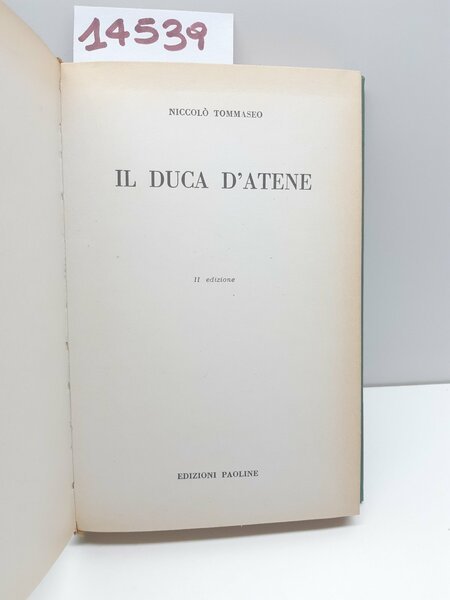 14539
NICCOLÒ TOMMASEO
IL DUCA D'ATENE
II edizione
EDIZIONI PAOLINE